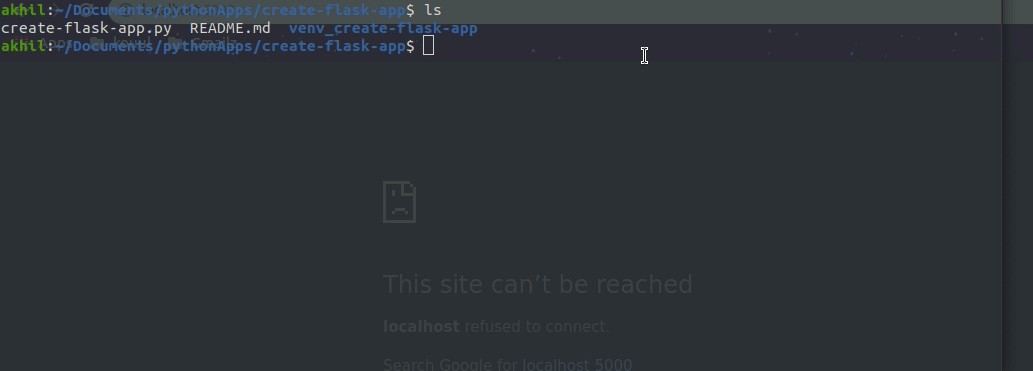 akhil:~/Documents/pythonApps/create-flask-app$ ls
create-flask-app.py  README.md  venv_create-flask-app
akhil:~/Documents/pythonApps/create-flask-app$
This site can’t be reached
localhost refused to connect.
Search Google for localhost 5000